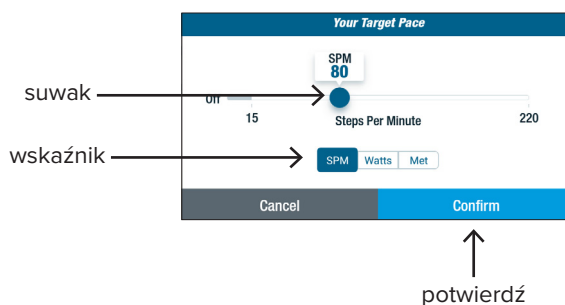 Your Target Pace
SPM
80
suwak
Off
15
Steps Per Minute
220
wskaźnik
SPM Watts Met
Cancel Confirm
potwierdź